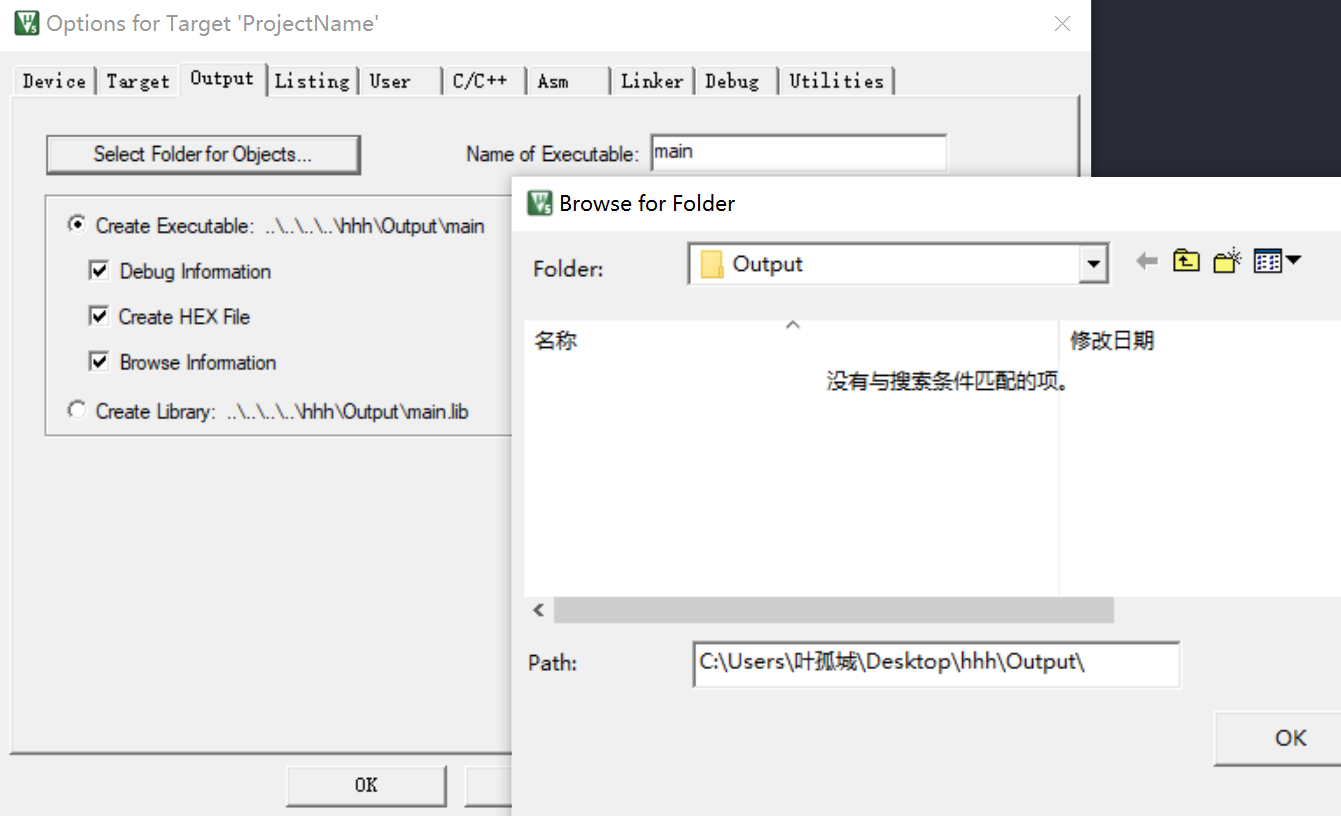 Options for Target 'ProjectName'
Device Target Output Listing User C/C++ Asm Linker Debug Utilities
Select Folder for Objects...
Name of Executable: main
Create Executable: ..\..\..\..\hhh\Output\main
Debug Information
Create HEX File
Browse Information
Create Library: ..\..\..\..\hhh\Output\main.lib
OK
Browse for Folder
Folder: Output
名称 修改日期
没有与搜索条件匹配的项。
Path: C:\Users\叶孤城\Desktop\hhh\Output\
OK